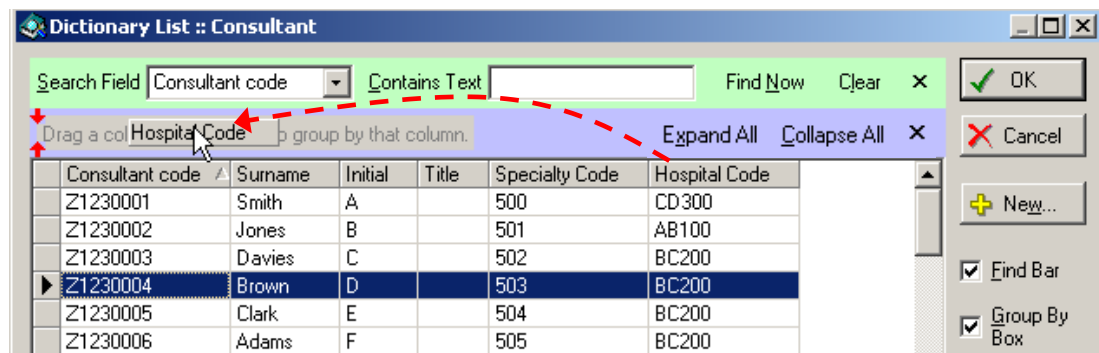 Dictionary List :: Consultant
Search Field Consultant code Contains Text Find Now Clear
OK
Drag a col Hospital Code o group by that column. Expand All Collapse All
Cancel
Consultant code Surname Initial Title Specialty Code Hospital Code
Z1230001 Smith A 500 CD300
New...
Z1230002 Jones B 501 AB100
Z1230003 Davies C 502 BC200
Find Bar
Z1230004 Brown D 503 BC200
Z1230005 Clark E 504 BC200
Group By
Box
Z1230006 Adams F 505 BC200